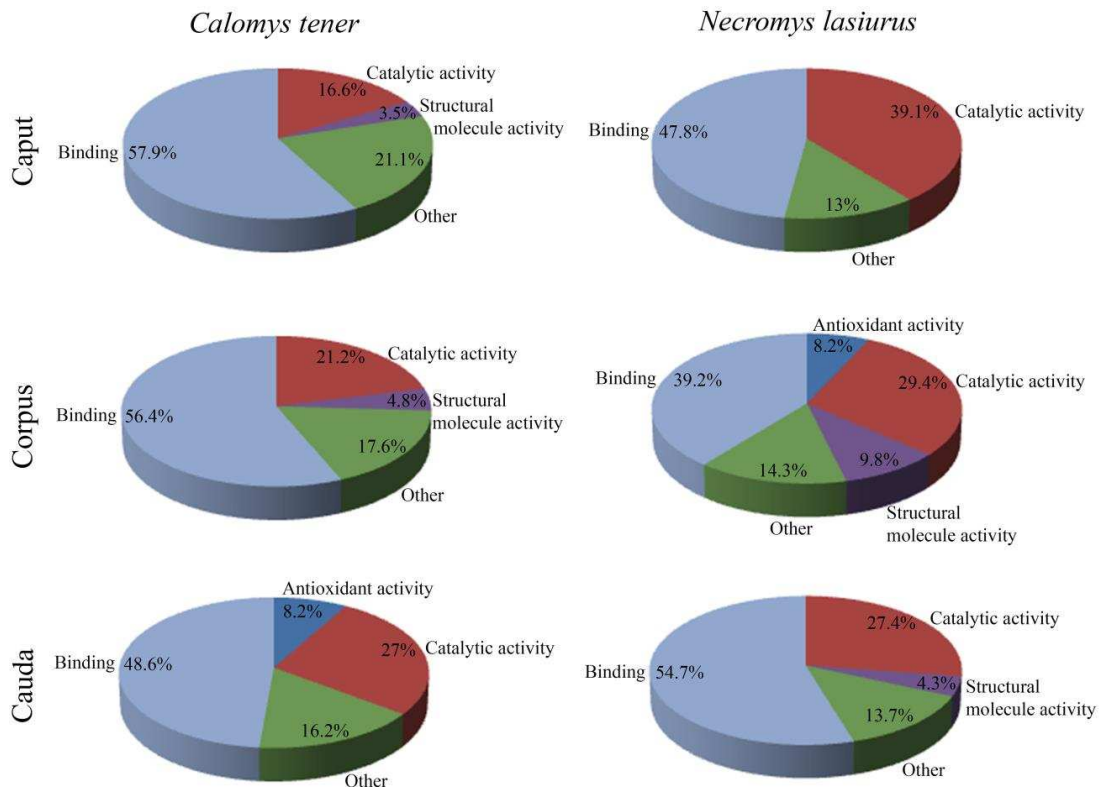 Calomys tener
Necromys lasiurus
Caput
Catalytic activity
16.6%
Structural
3.5%
molecule activity
Binding
57.9%
21.1%
Other
Catalytic activity
39.1%
Binding
47.8%
13%
Other
Corpus
21.2%
Catalytic activity
4.8%
Structural
molecule activity
Binding
56.4%
17.6%
Other
Antioxidant activity
8.2%
Binding
39.2%
29.4%
Catalytic activity
14.3%
9.8%
Other
Structural
molecule activity
Cauda
Antioxidant activity
8.2%
Binding
48.6%
27%
Catalytic activity
16.2%
Other
Catalytic activity
27.4%
Binding
54.7%
4.3%
Structural
molecule activity
13.7%
Other